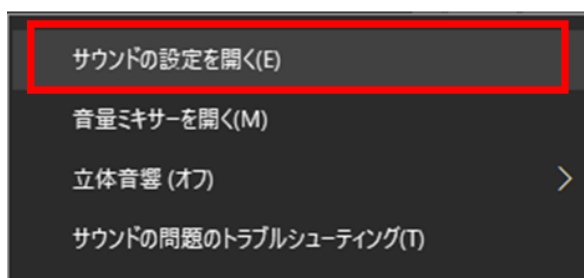 サウンドの設定を開く(E)
音量ミキサーを開く(M)
立体音響 (オフ)
サウンドの問題のトラブルシューティング(T)